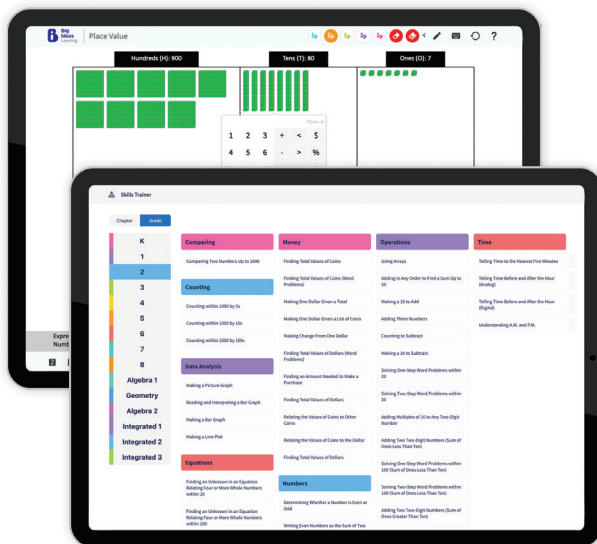 Big
Ideas
Learning
Place Value
?
Hundreds (H): 900
Tens (T): 80
Ones (O): 7
1 2 3 + < $
4 5 6 - > %
Expre
Numb
Skills Trainer
Chapter
Grade
K
1
2
3
4
5
6
7
8
Algebra 1
Geometry
Algebra 2
Integrated 1
Integrated 2
Integrated 3
Comparing
Comparing Two Numbers Up to 1000
Counting
Counting within 1000 by 5s
Counting within 1000 by 10s
Counting within 1000 by 100s
Data Analysis
Making a Picture Graph
Reading and Interpreting a Bar Graph
Making a Bar Graph
Making a Line Plot
Equations
Finding an Unknown in an Equation
Relating Four or More Whole Numbers
within 20
Finding an Unknown in an Equation
Relating Four or More Whole Numbers
within 100
Money
Finding Total Values of Coins
Finding Total Values of Coins (Word
Problems)
Making One Dollar Given a Total
Making One Dollar Given a List of Coins
Making Change From One Dollar
Finding Total Values of Dollars (Word
Problems)
Finding an Amount Needed to Make a
Purchase
Finding Total Values of Dollars
Relating the Values of Coins to Other
Coins
Relating the Values of Coins to the Dollar
Finding Total Values of Dollars
Numbers
Determining Whether a Number is Even or
Odd
Writing Even Numbers as the Sum of Two
Operations
Using Arrays
Adding in Any Order to Find a Sum Up to
20
Making a 10 to Add
Adding Three Numbers
Counting to Subtract
Making a 10 to Subtract
Solving One-Step Word Problems within
20
Solving Two-Step Word Problems within
20
Adding Multiples of 10 to Any Two-Digit
Number
Adding Two Two-Digit Numbers (Sum of
Ones Less Than Ten)
Solving One-Step Word Problems within
100 (Sum of Ones Less Than Ten)
Solving Two-Step Word Problems within
100 (Sum of Ones Less Than Ten)
Adding Two Two-Digit Numbers (Sum of
Ones Greater Than Ten)
Time
Telling Time to the Nearest Five Minutes
Telling Time Before and After the Hour
(Analog)
Telling Time Before and After the Hour
(Digital)
Understanding A.M. and P.M.